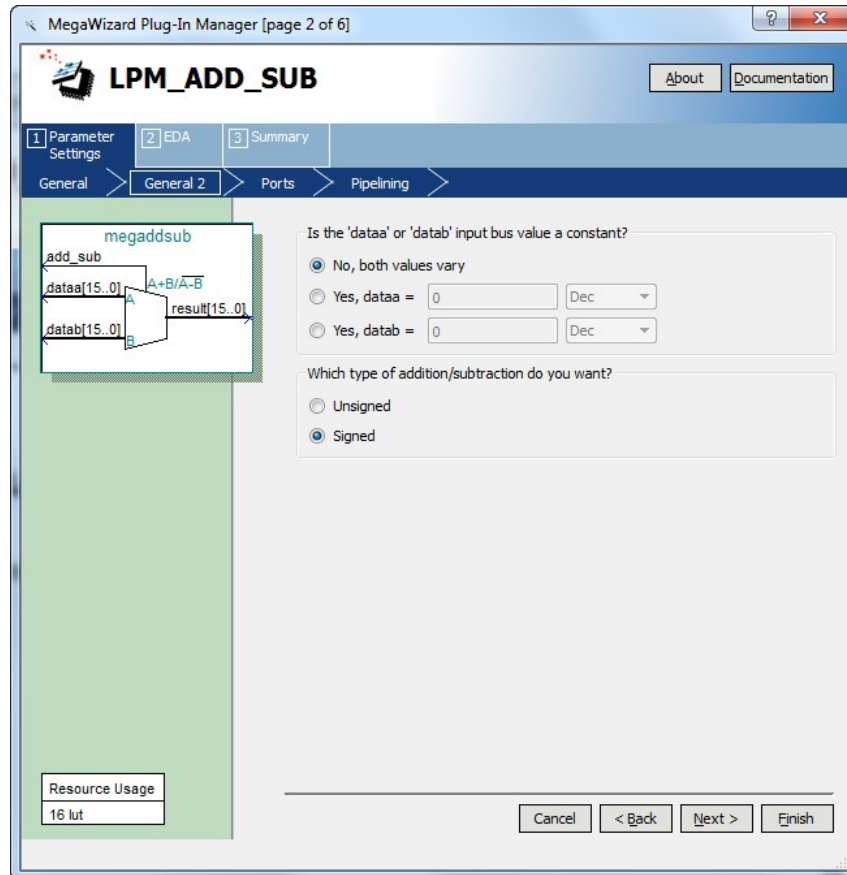 MegaWizard Plug-In Manager [page 2 of 6]
LPM_ADD_SUB
About
Documentation
1 Parameter Settings
2 EDA
3 Summary
General
General 2
Ports
Pipelining
megaddsub
add_sub
A+B/A-B
dataa[15..0]
A
result[15..0]
datab[15..0]
B
Is the 'dataa' or 'datab' input bus value a constant?
No, both values vary
Yes, dataa = 0 Dec
Yes, datab = 0 Dec
Which type of addition/subtraction do you want?
Unsigned
Signed
Resource Usage
16 lut
Cancel
< Back
Next >
Finish